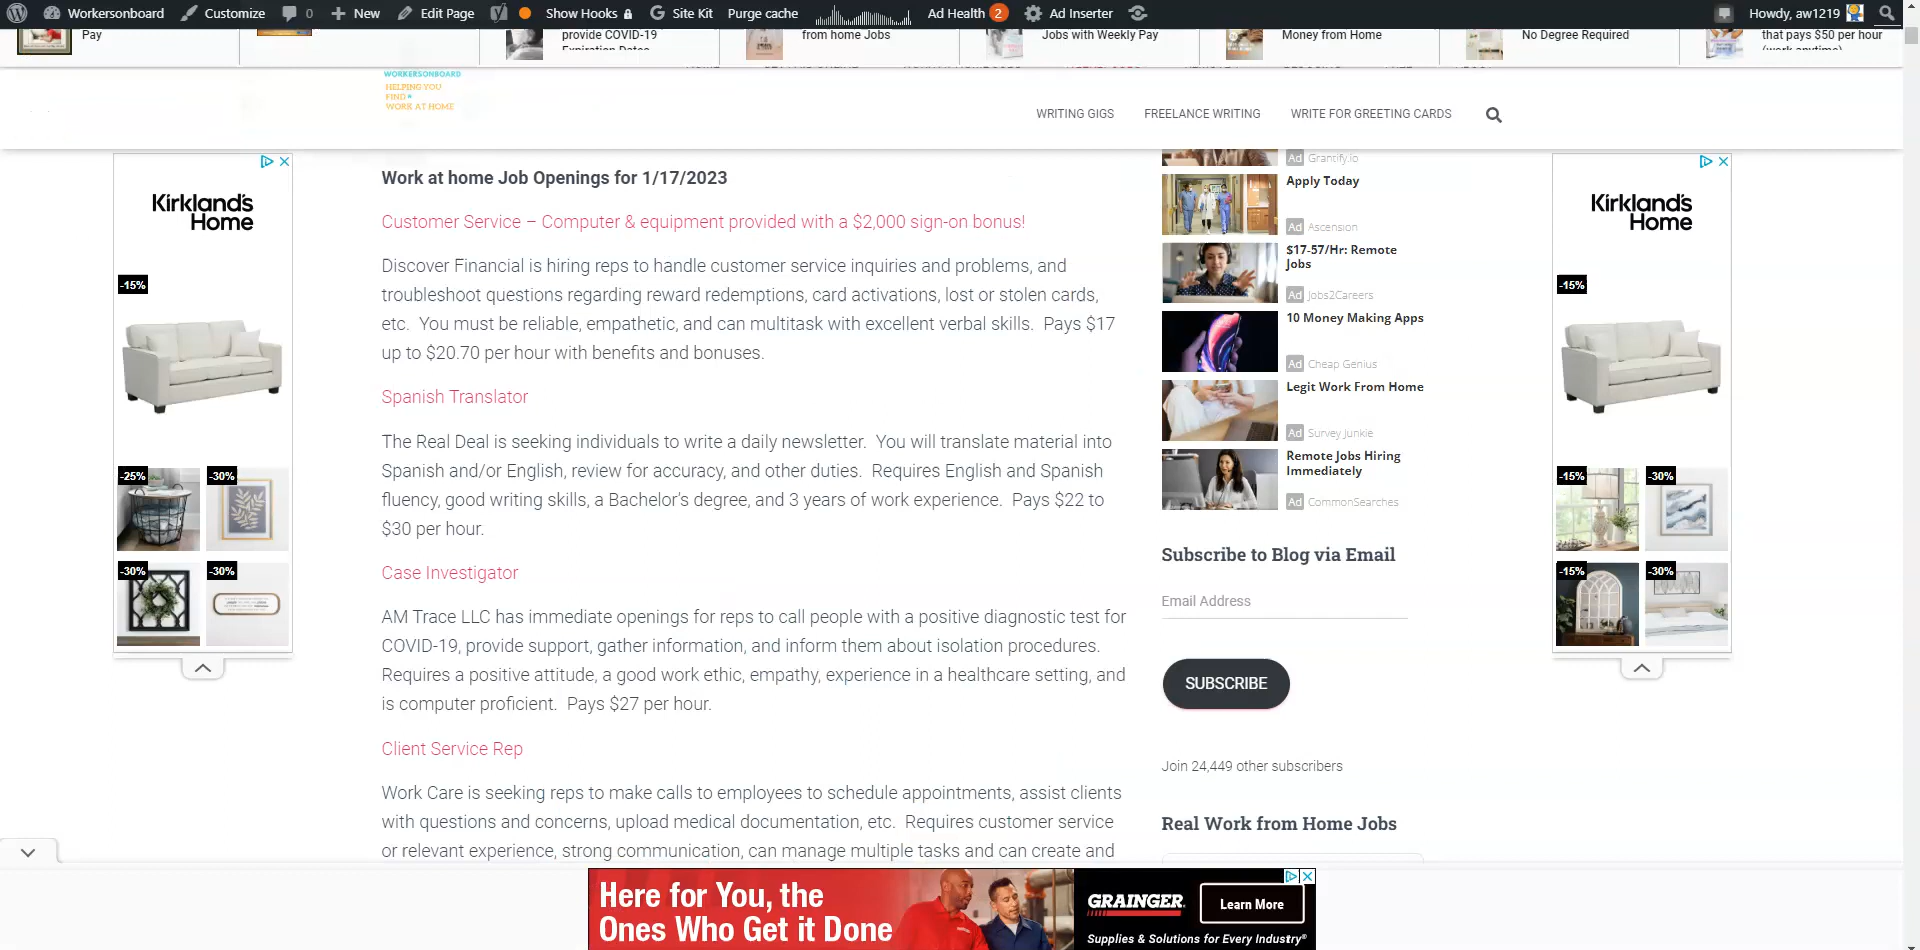 Workersonboard
Customize
0
New
Edit Page
Show Hooks
Site Kit
Purge cache
Ad Health 2
Ad Inserter
Howdy, aw1219
Pay
provide COVID-19
Expiration Dates
from home Jobs
Jobs with Weekly Pay
Money from Home
No Degree Required
that pays $50 per hour
(work anytime)
WORKERSONBOARD
HELPING YOU
FIND
WORK AT HOME
WRITING GIGS
FREELANCE WRITING
WRITE FOR GREETING CARDS
Kirkland's
Home
-15%
-25%
-30%
-30%
-30%
Work at home Job Openings for 1/17/2023
Customer Service – Computer & equipment provided with a $2,000 sign-on bonus!
Discover Financial is hiring reps to handle customer service inquiries and problems, and
troubleshoot questions regarding reward redemptions, card activations, lost or stolen cards,
etc.  You must be reliable, empathetic, and can multitask with excellent verbal skills.  Pays $17
up to $20.70 per hour with benefits and bonuses.
Spanish Translator
The Real Deal is seeking individuals to write a daily newsletter.  You will translate material into
Spanish and/or English, review for accuracy, and other duties.  Requires English and Spanish
fluency, good writing skills, a Bachelor's degree, and 3 years of work experience.  Pays $22 to
$30 per hour.
Case Investigator
AM Trace LLC has immediate openings for reps to call people with a positive diagnostic test for
COVID-19, provide support, gather information, and inform them about isolation procedures.
Requires a positive attitude, a good work ethic, empathy, experience in a healthcare setting, and
is computer proficient.  Pays $27 per hour.
Client Service Rep
Work Care is seeking reps to make calls to employees to schedule appointments, assist clients
with questions and concerns, upload medical documentation, etc.  Requires customer service
or relevant experience, strong communication, can manage multiple tasks and can create and
Ad Grantify.io
Apply Today
Ad Ascension
$17-57/Hr: Remote
Jobs
Ad Jobs2Careers
10 Money Making Apps
Ad Cheap Genius
Legit Work From Home
Ad Survey Junkie
Remote Jobs Hiring
Immediately
Ad CommonSearches
Subscribe to Blog via Email
Email Address
SUBSCRIBE
Join 24,449 other subscribers
Real Work from Home Jobs
Kirkland's
Home
-15%
-15%
-30%
-15%
-30%
Here for You, the
Ones Who Get it Done
GRAINGER
Learn More
Supplies & Solutions for Every Industry®